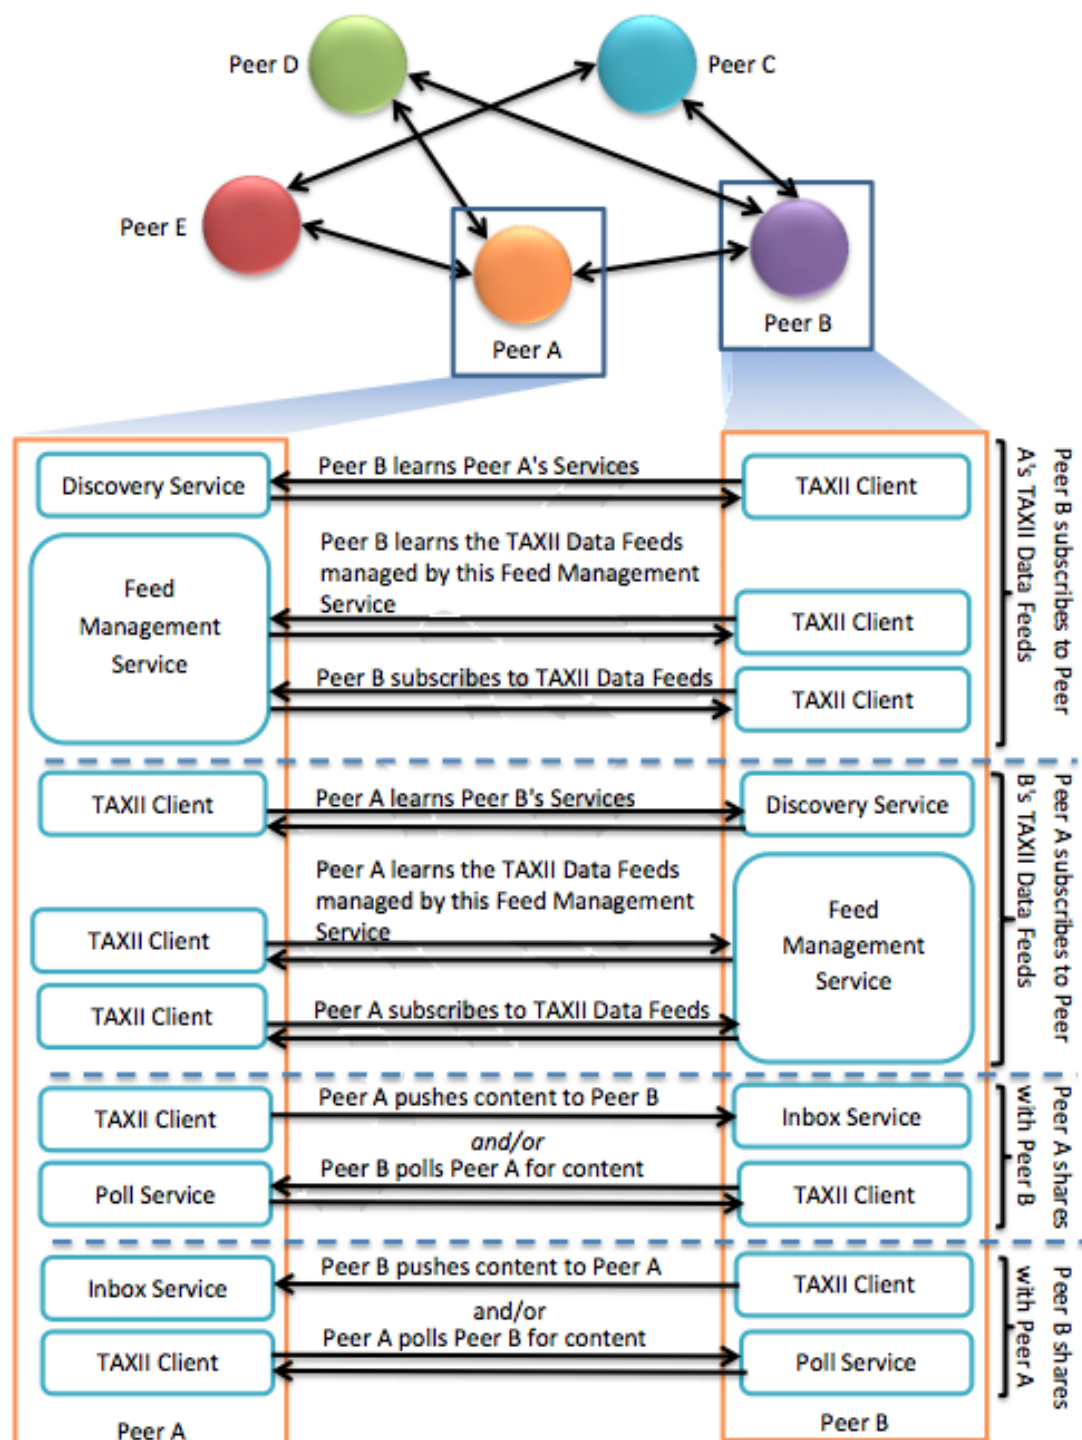 Peer D
Peer C
Peer E
Peer B
Peer A
Peer B learns Peer A's Services
Discovery Service
TAXII Client
Peer B learns the TAXII Data Feeds
managed by this Feed Management
Service
Feed
Management
Service
TAXII Client
Peer B subscribes to TAXII Data Feeds
TAXII Client
Peer B subscribes to Peer
A's TAXII Data Feeds
TAXII Client
Peer A learns Peer B's Services
Discovery Service
Peer A learns the TAXII Data Feeds
managed by this Feed Management
Service
TAXII Client
Feed
Management
Service
TAXII Client
Peer A subscribes to TAXII Data Feeds
Peer A subscribes to Peer
B's TAXII Data Feeds
TAXII Client
Peer A pushes content to Peer B
Inbox Service
and/or
Peer B polls Peer A for content
Poll Service
TAXII Client
Peer A shares
with Peer B
Inbox Service
Peer B pushes content to Peer A
TAXII Client
and/or
Peer A polls Peer B for content
TAXII Client
Poll Service
Peer B shares
with Peer A
Peer A
Peer B